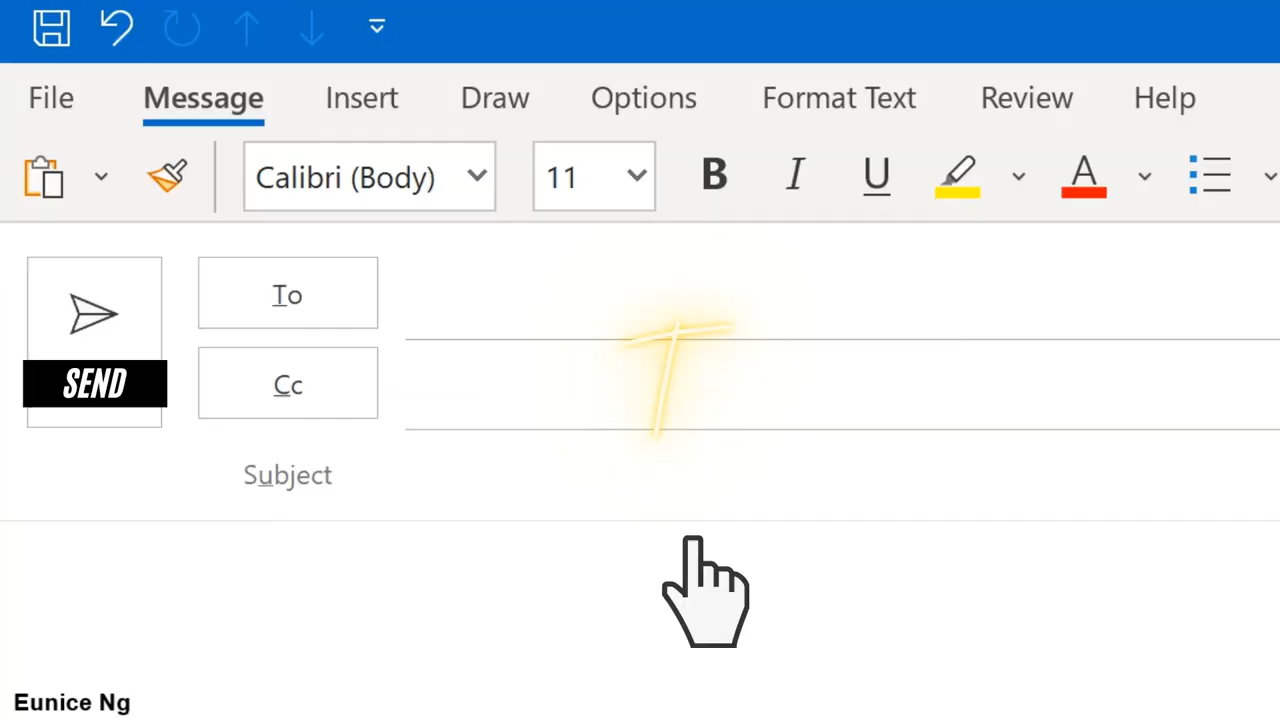 File Message Insert Draw Options Format Text Review Help
Calibri (Body) 11 B I U A
To
T
SEND
Cc
Subject
Eunice Ng